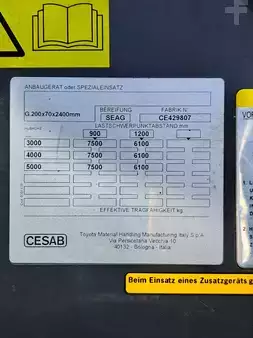 ANBAUGERÄT oder SPEZIALEINSATZ
G.200x70x2400mm
BEREIFUNG
FABRIK.N
SEAG
CE429807
LASTSCHWERPUNKTABSTAND mm
900 1200
3000 7500 6100
4000 7500 6100
5000 7500 6100
EFFEKTIVE TRAGFÄHIGKEIT kg
CESAB
Toyota Material Handling Manufacturing Italy S.p.a
Via Persicetana Vecchia 10
40132 - Bologna - Italia
VOR
Beim Einsatz eines Zusatzgeräts g